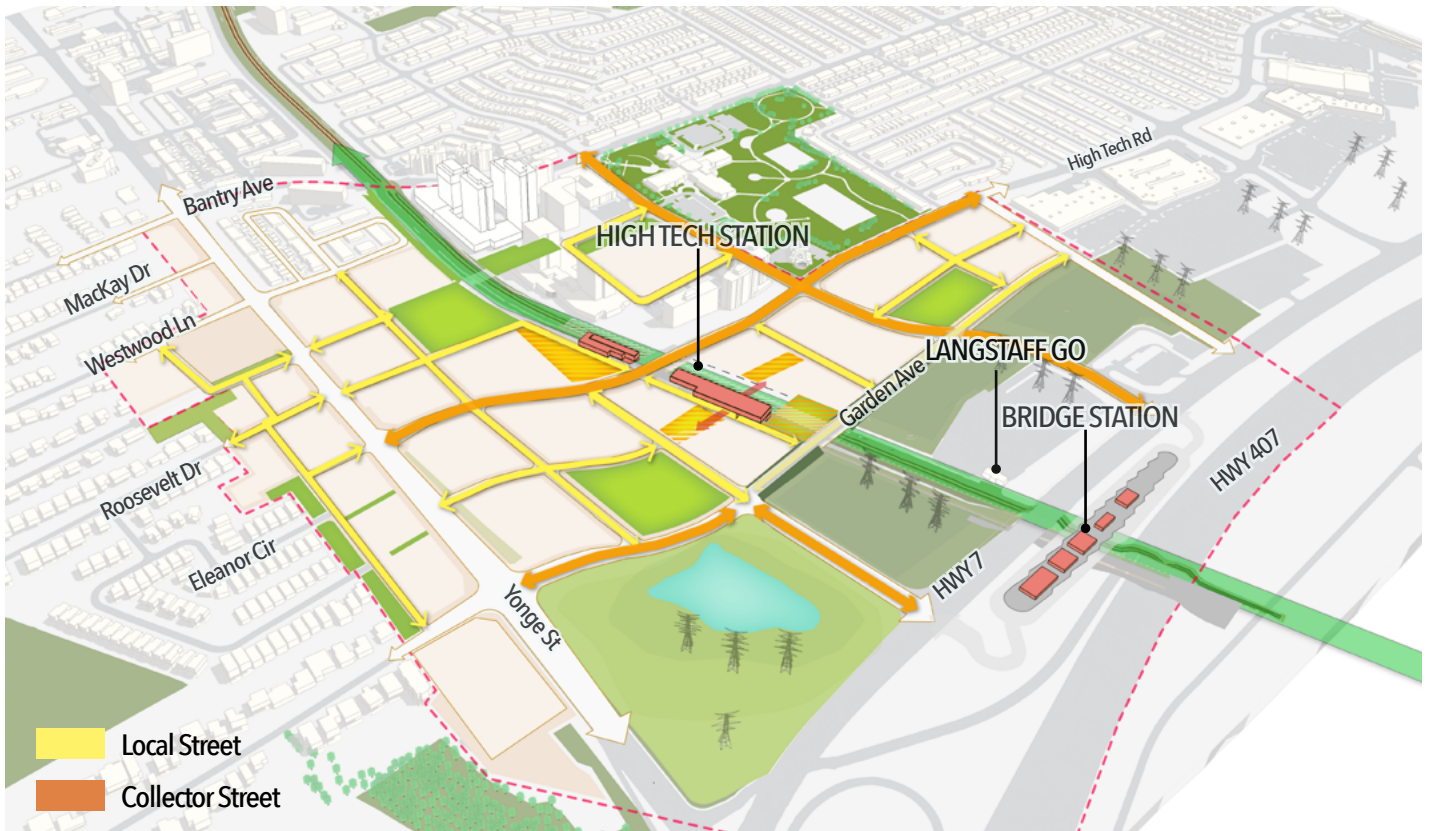 High Tech Rd
Bantry Ave
HIGH TECH STATION
MacKay Dr
Westwood Ln
LANGSTAFF GO
Garden Ave
BRIDGE STATION
HWY 407
Roosevelt Dr
Eleanor Cir
HWY 7
Yonge St
Local Street
Collector Street